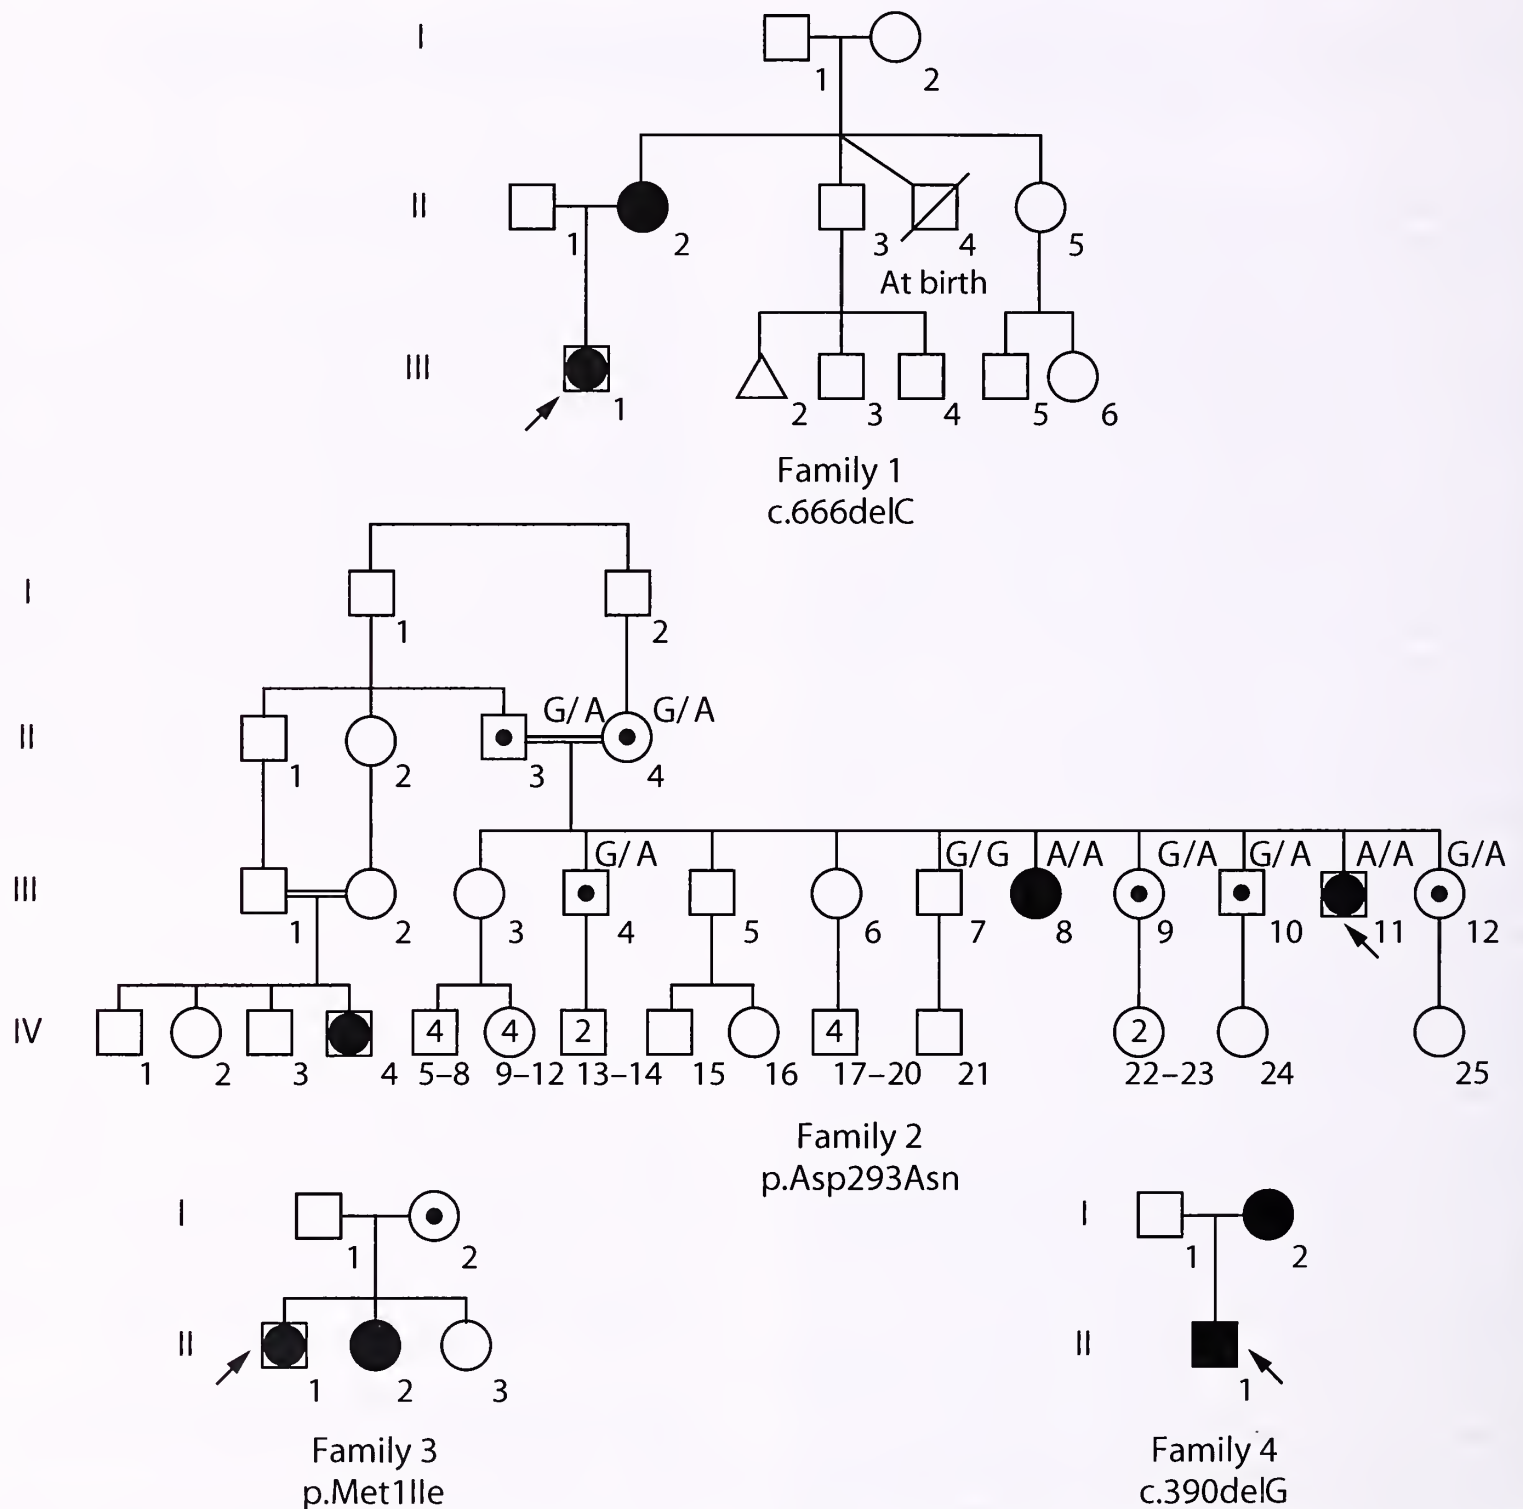 I
1
2
II
1
2
3
4
5
At birth
III
1
2
3
4
5
6
Family 1
c.666delC
I
1
2
G/A
G/A
II
1
2
3
4
G/A
G/G
A/A
G/A
G/A
A/A
G/A
III
1
2
3
4
5
6
7
8
9
10
11
12
IV
4
4
2
4
2
1
2
3
4
5–8
9–12
13–14
15
16
17–20
21
22–23
24
25
Family 2
p.Asp293Asn
I
1
2
II
1
2
3
Family 3
p.Met1Ile
I
1
2
II
1
Family 4
c.390delG